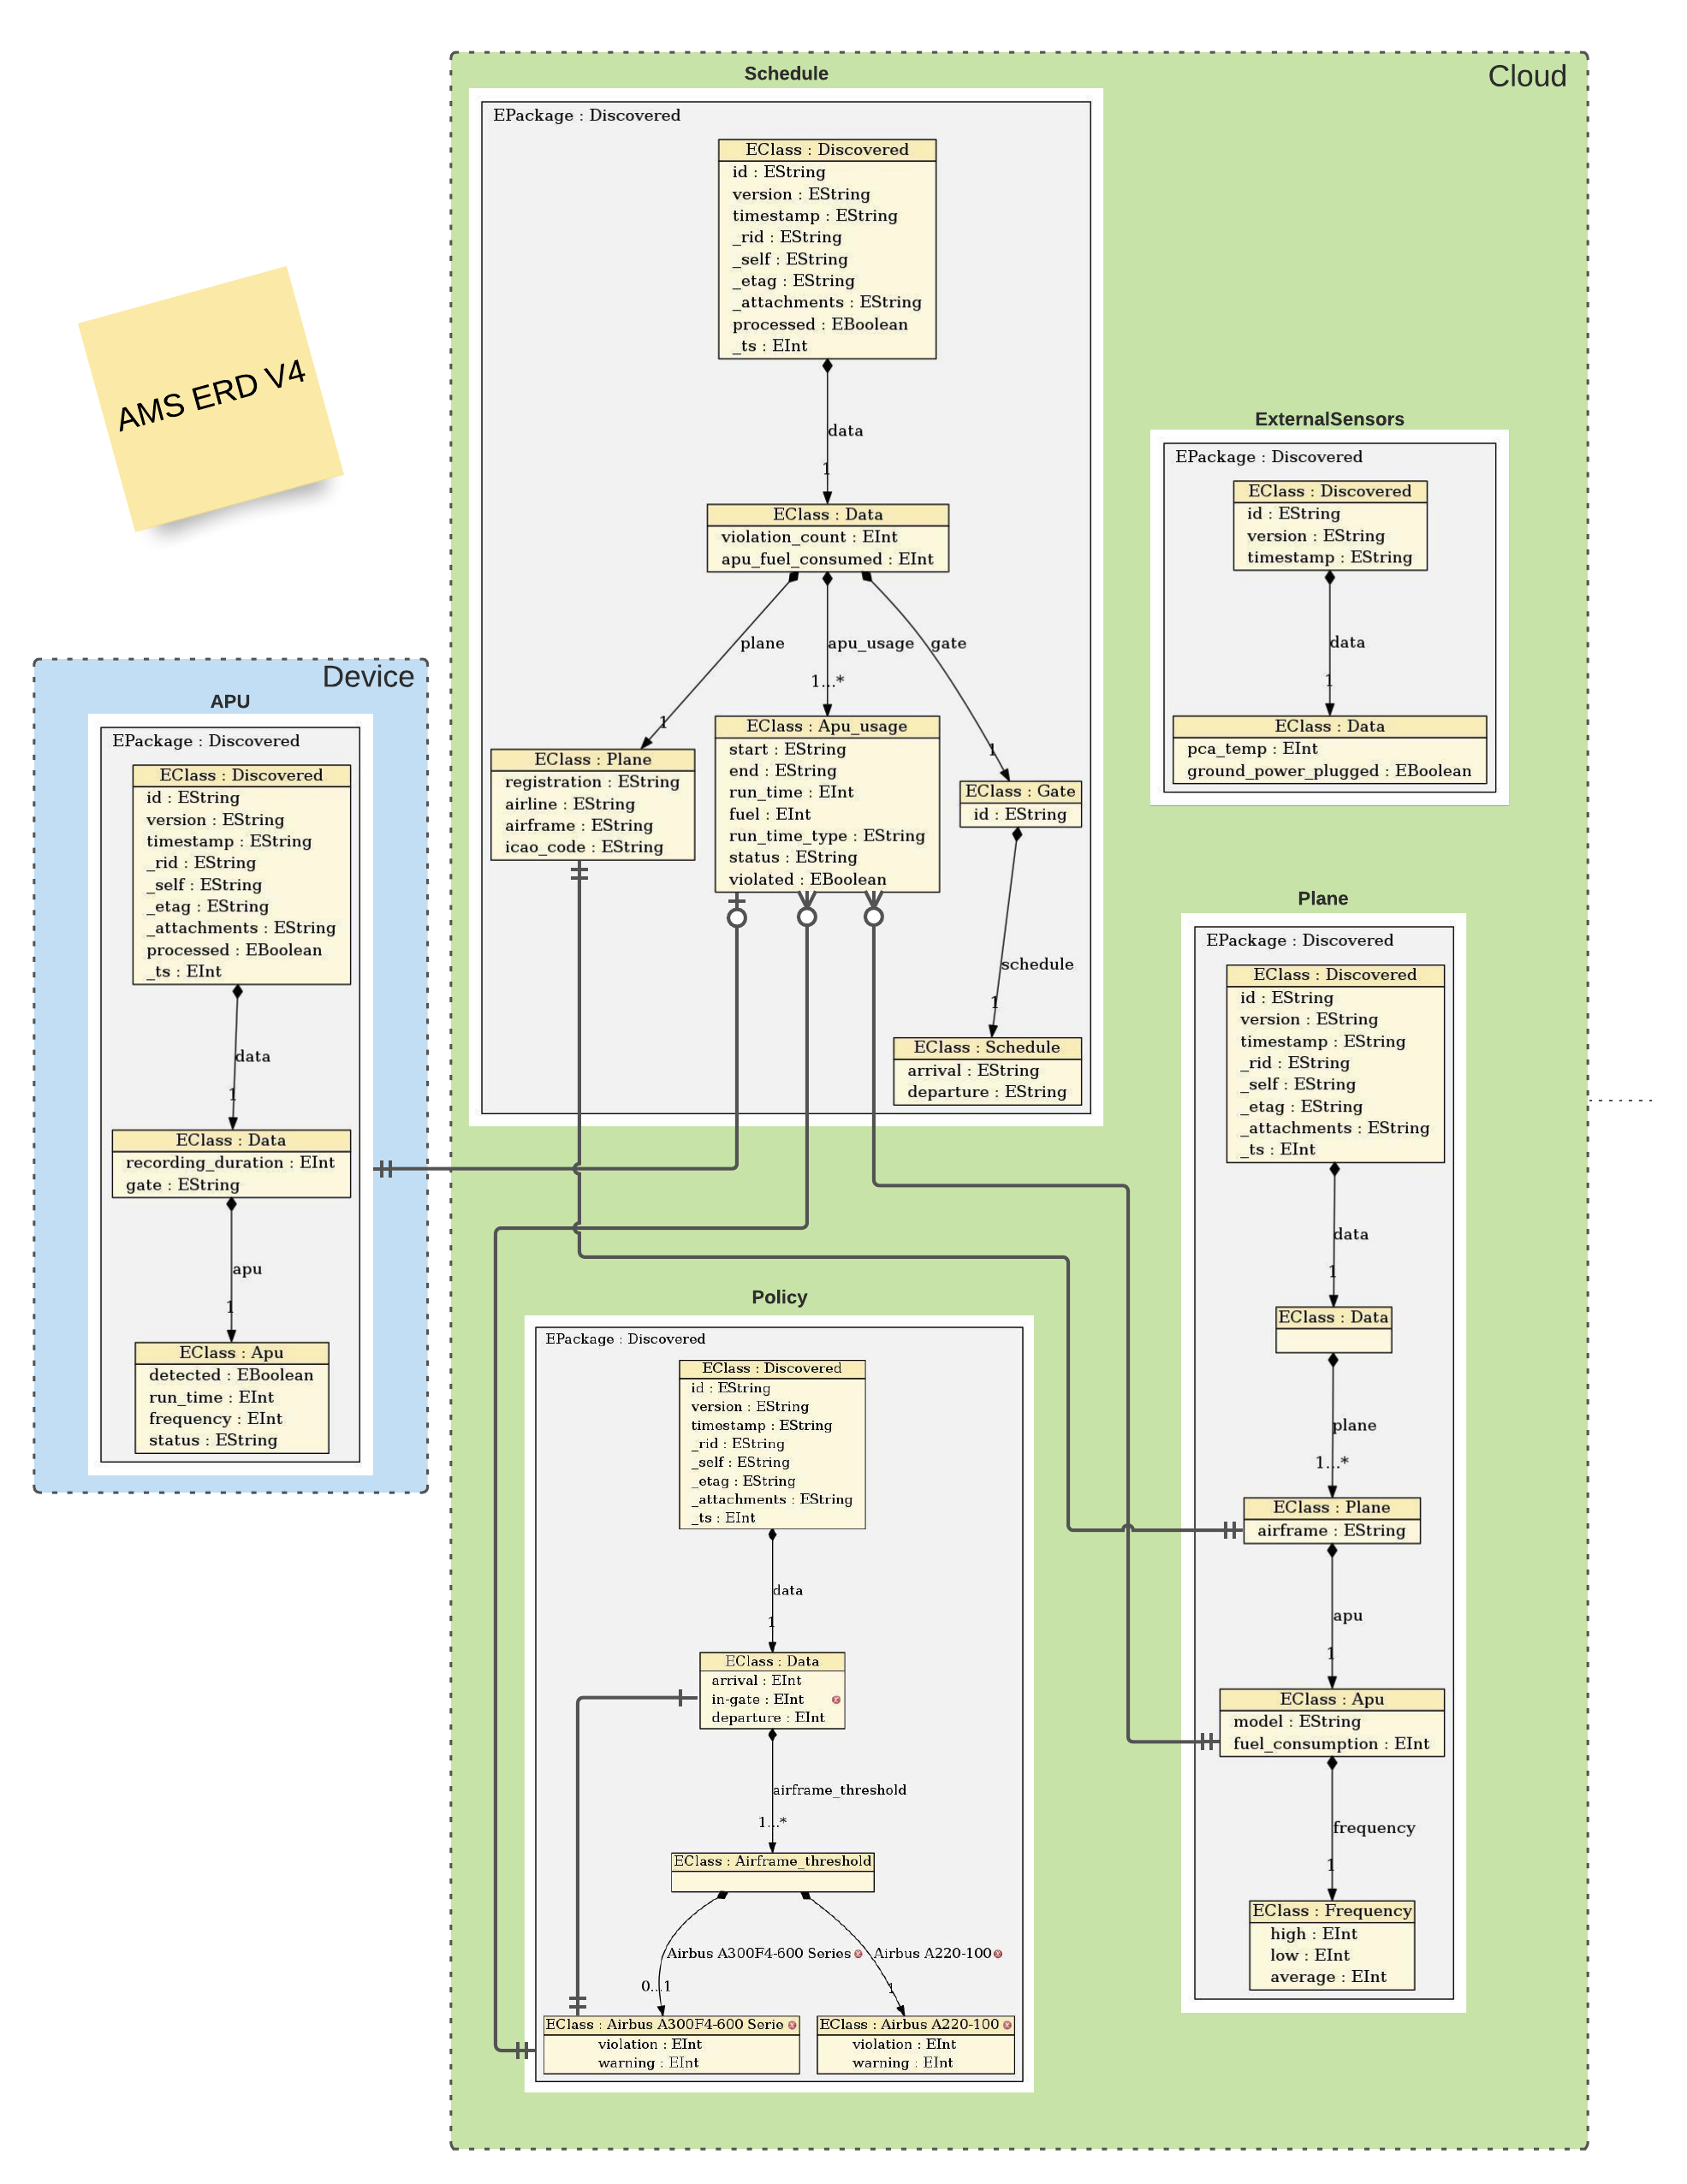 Cloud
Schedule
EPackage : Discovered
EClass : Discovered
id : EString
version : EString
timestamp : EString
_rid : EString
_self : EString
_etag : EString
_attachments : EString
processed : EBoolean
_ts : EInt
data
1
EClass : Data
violation_count : EInt
apu_fuel_consumed : EInt
plane
apu_usage
gate
1
1...*
1
EClass : Plane
registration : EString
airline : EString
airframe : EString
icao_code : EString
EClass : Apu_usage
start : EString
end : EString
run_time : EInt
fuel : EInt
run_time_type : EString
status : EString
violated : EBoolean
EClass : Gate
id : EString
schedule
1
EClass : Schedule
arrival : EString
departure : EString
AMS ERD V4
ExternalSensors
EPackage : Discovered
EClass : Discovered
id : EString
version : EString
timestamp : EString
data
1
EClass : Data
pca_temp : EInt
ground_power_plugged : EBoolean
Device
APU
EPackage : Discovered
EClass : Discovered
id : EString
version : EString
timestamp : EString
_rid : EString
_self : EString
_etag : EString
_attachments : EString
processed : EBoolean
_ts : EInt
data
1
EClass : Data
recording_duration : EInt
gate : EString
apu
1
EClass : Apu
detected : EBoolean
run_time : EInt
frequency : EInt
status : EString
Plane
EPackage : Discovered
EClass : Discovered
id : EString
version : EString
timestamp : EString
_rid : EString
_self : EString
_etag : EString
_attachments : EString
_ts : EInt
data
1
EClass : Data
plane
1...*
EClass : Plane
airframe : EString
apu
1
EClass : Apu
model : EString
fuel_consumption : EInt
frequency
1
EClass : Frequency
high : EInt
low : EInt
average : EInt
Policy
EPackage : Discovered
EClass : Discovered
id : EString
version : EString
timestamp : EString
_rid : EString
_self : EString
_etag : EString
_attachments : EString
_ts : EInt
data
1
EClass : Data
arrival : EInt
in-gate : EInt
departure : EInt
airframe_threshold
1...*
EClass : Airframe_threshold
Airbus A300F4-600 Series
Airbus A220-100
0...1
1
EClass : Airbus A300F4-600 Serie
violation : EInt
warning : EInt
EClass : Airbus A220-100
violation : EInt
warning : EInt